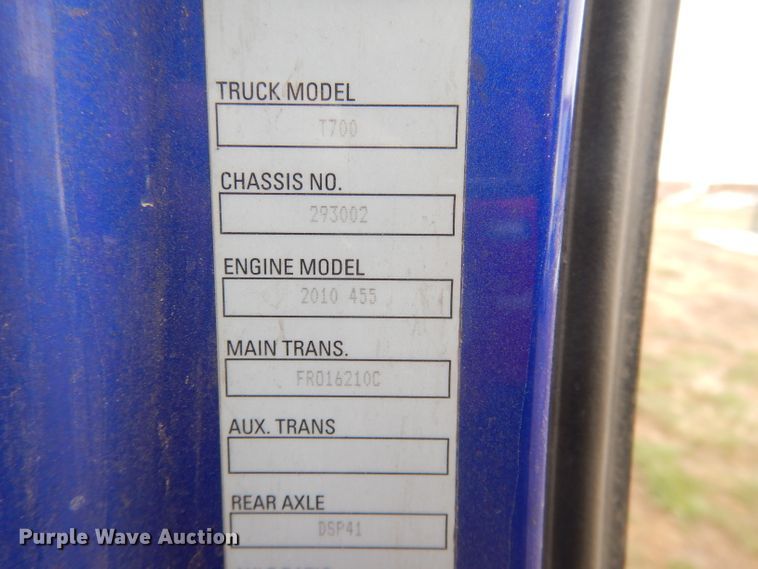 TRUCK MODEL
T700
CHASSIS NO.
293002
ENGINE MODEL
2010 455
MAIN TRANS.
FRO16210C
AUX. TRANS
REAR AXLE
DSP41
Purple Wave Auction